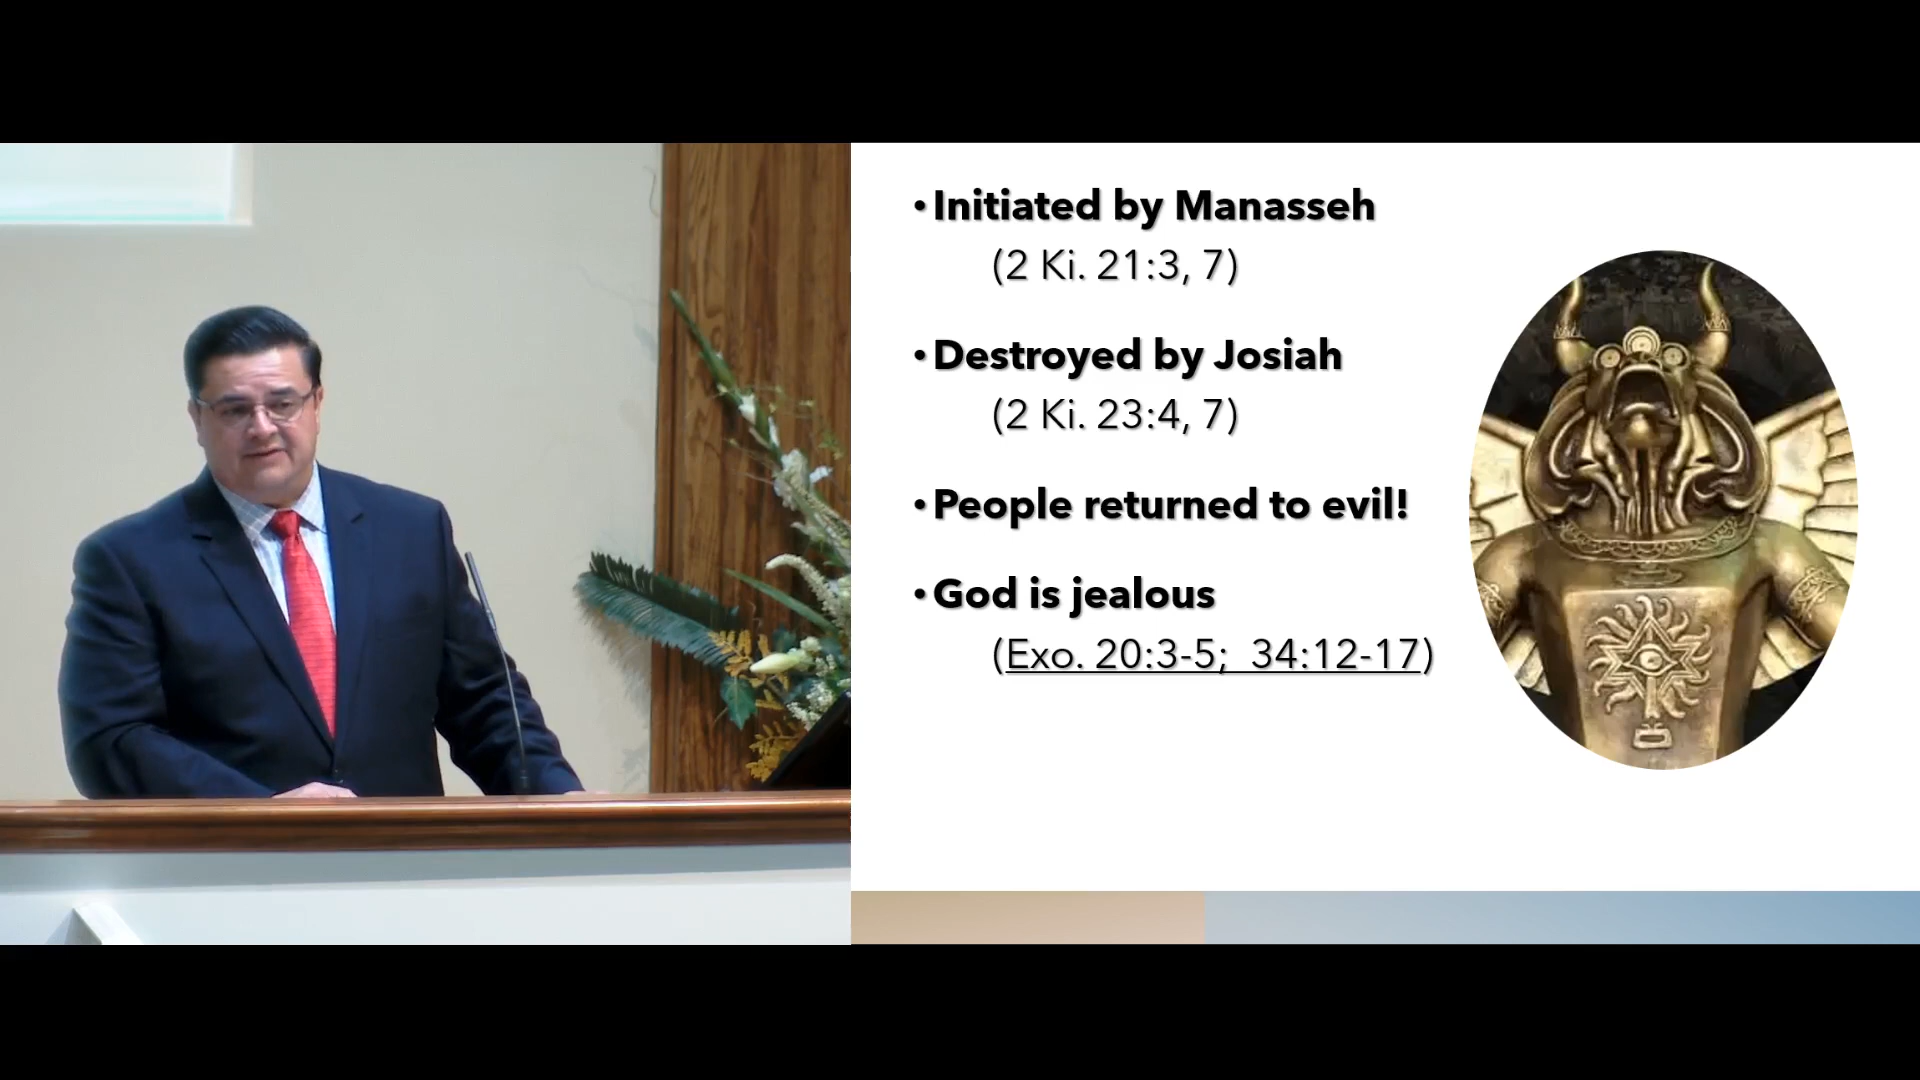 • Initiated by Manasseh
(2 Ki. 21:3, 7)
• Destroyed by Josiah
(2 Ki. 23:4, 7)
• People returned to evil!
• God is jealous
(Exo. 20:3-5;  34:12-17)